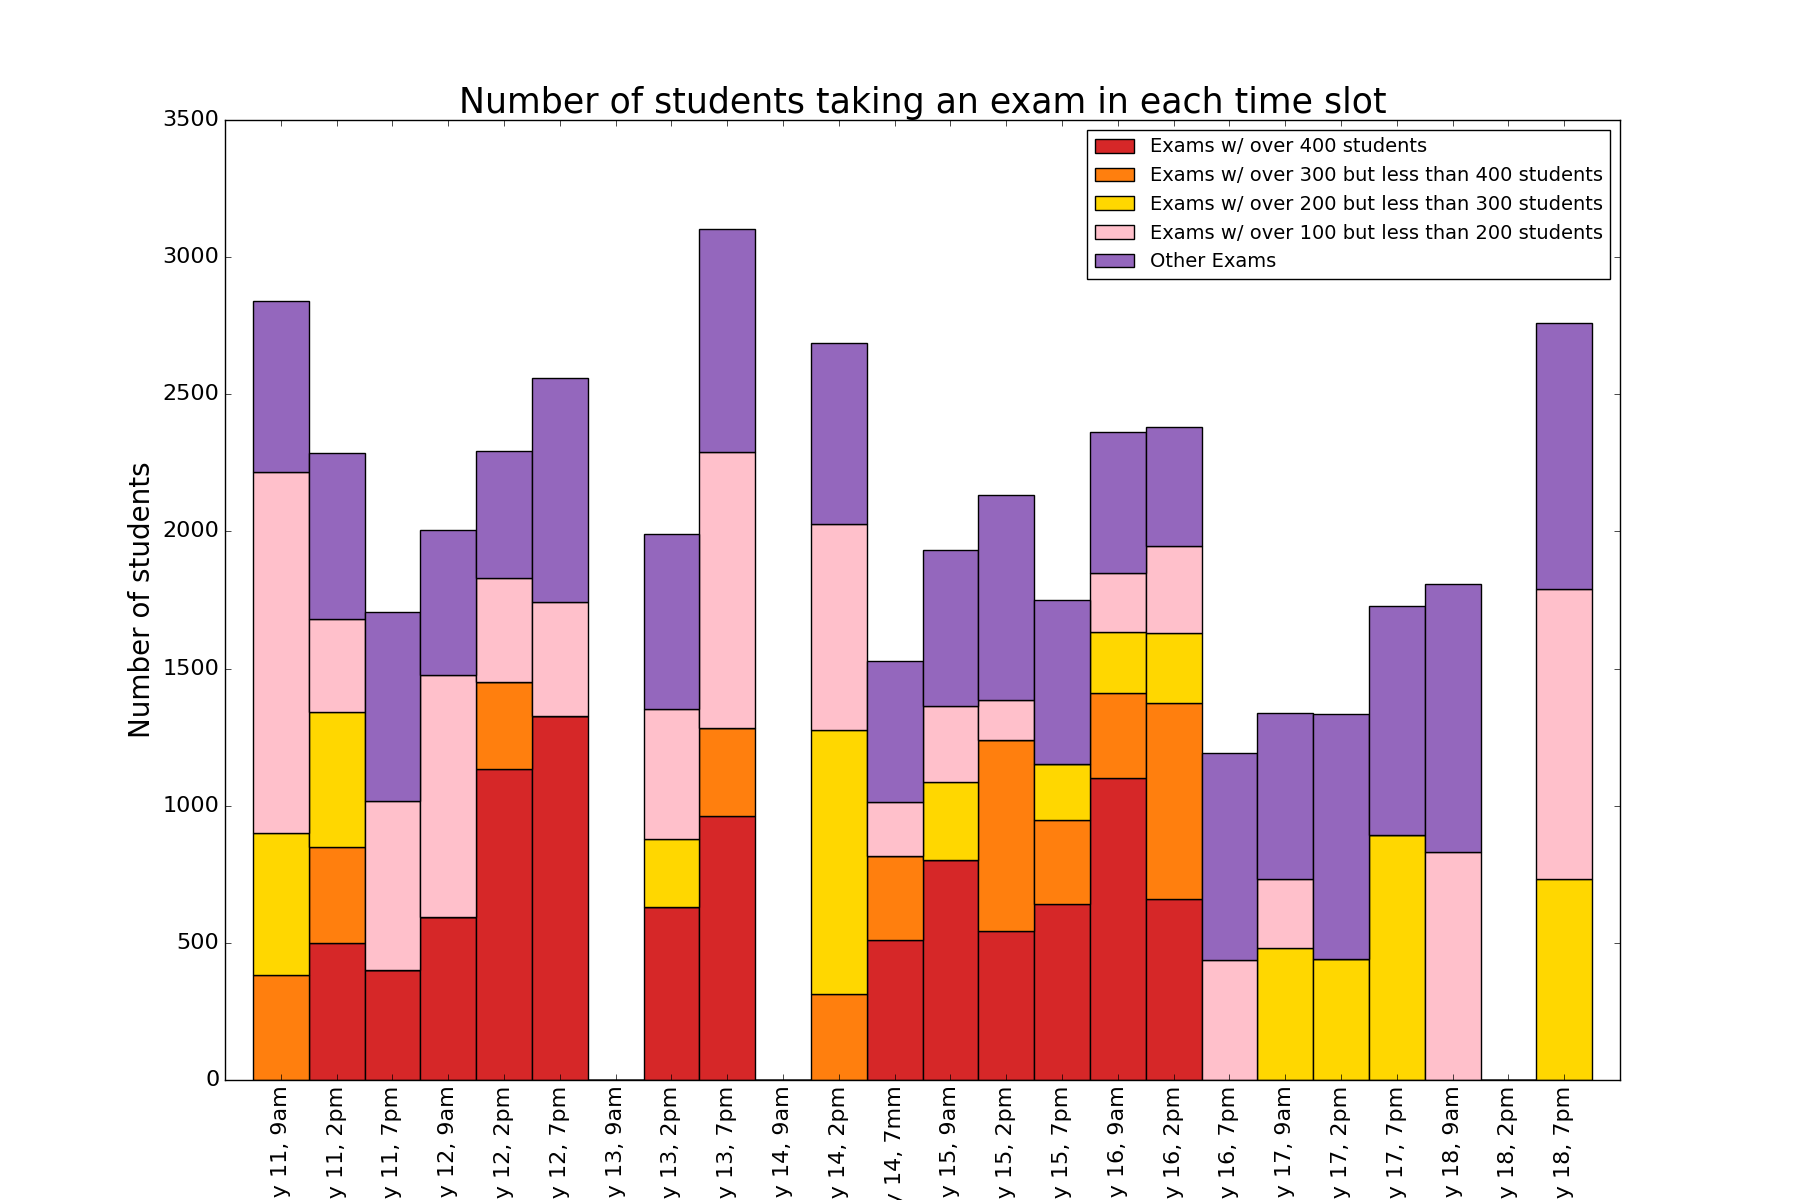 Number of students taking an exam in each time slot
Exams w/ over 400 students
Exams w/ over 300 but less than 400 students
Exams w/ over 200 but less than 300 students
Exams w/ over 100 but less than 200 students
Other Exams
Number of students
3500
3000
2500
2000
1500
1000
500
0
y 11, 9am
y 11, 2pm
y 11, 7pm
y 12, 9am
y 12, 2pm
y 12, 7pm
y 13, 9am
y 13, 2pm
y 13, 7pm
y 14, 9am
y 14, 2pm
y 14, 7mm
y 15, 9am
y 15, 2pm
y 15, 7pm
y 16, 9am
y 16, 2pm
y 16, 7pm
y 17, 9am
y 17, 2pm
y 17, 7pm
y 18, 9am
y 18, 2pm
y 18, 7pm